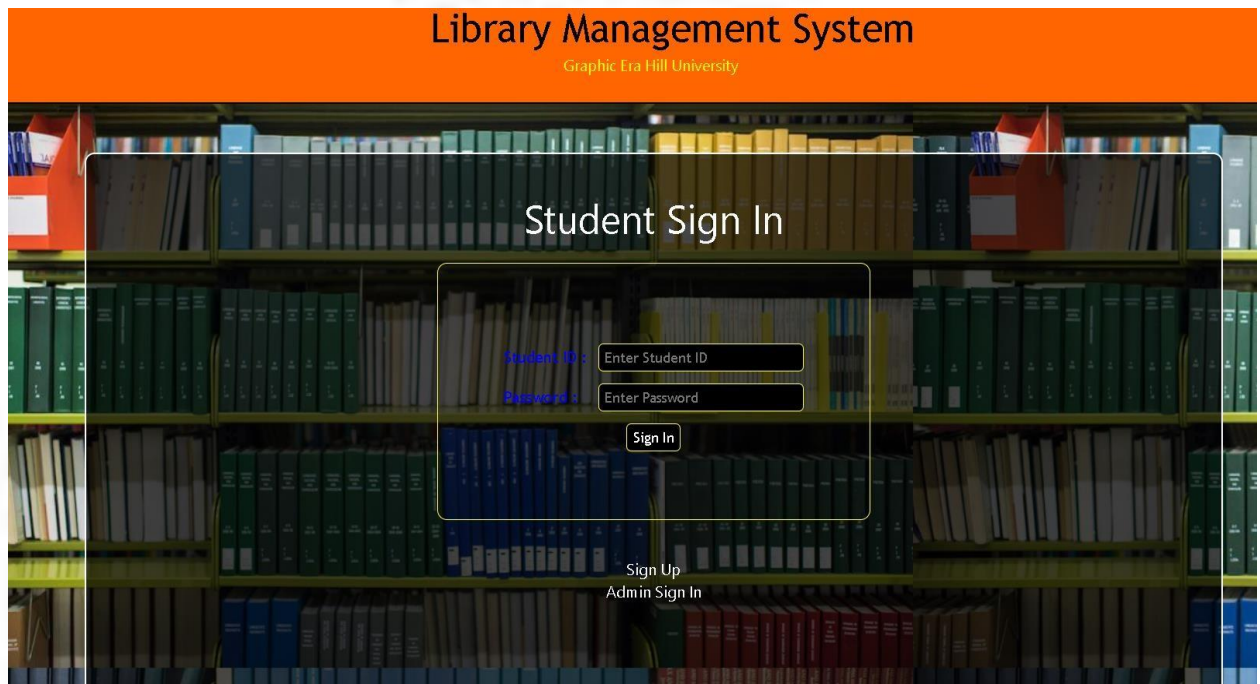 Library Management System
Graphic Era Hill University
Student Sign In
Student ID : Enter Student ID
Password : Enter Password
Sign In
Sign Up
Admin Sign In